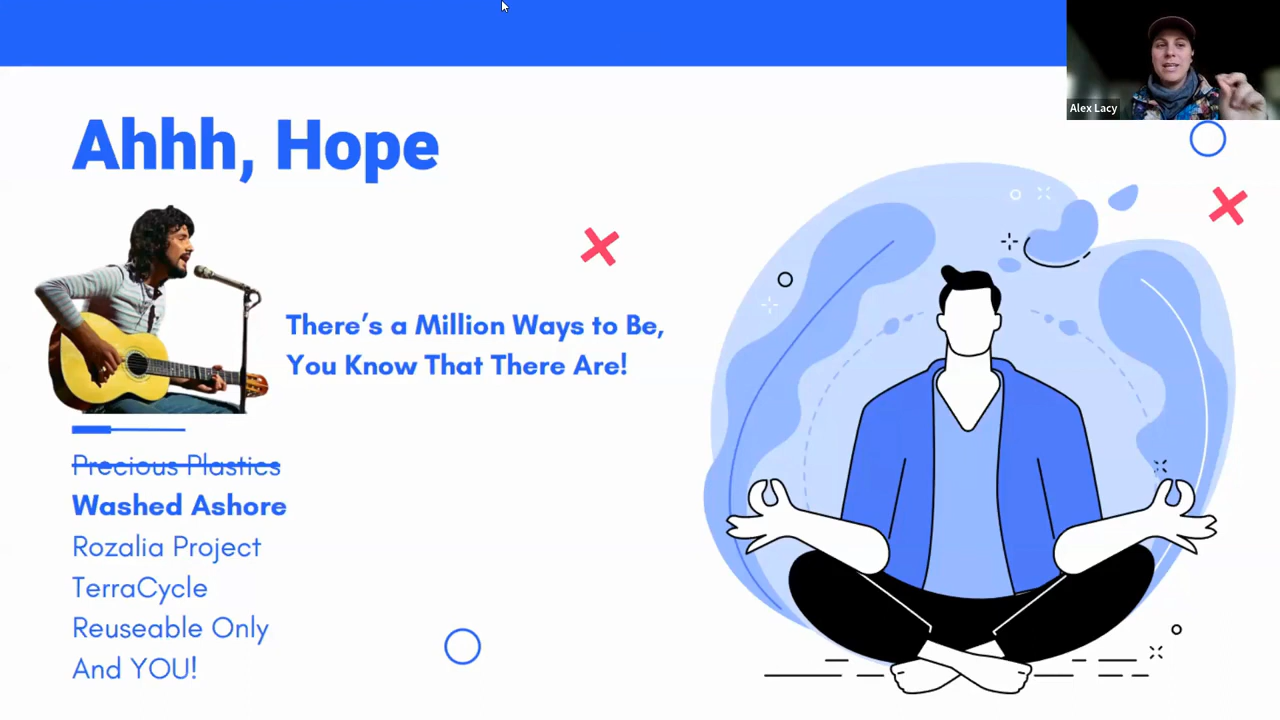 Alex Lacy
Ahhh, Hope
There's a Million Ways to Be,
You Know That There Are!
Precious Plastics
Washed Ashore
Rozalia Project
TerraCycle
Reuseable Only
And YOU!